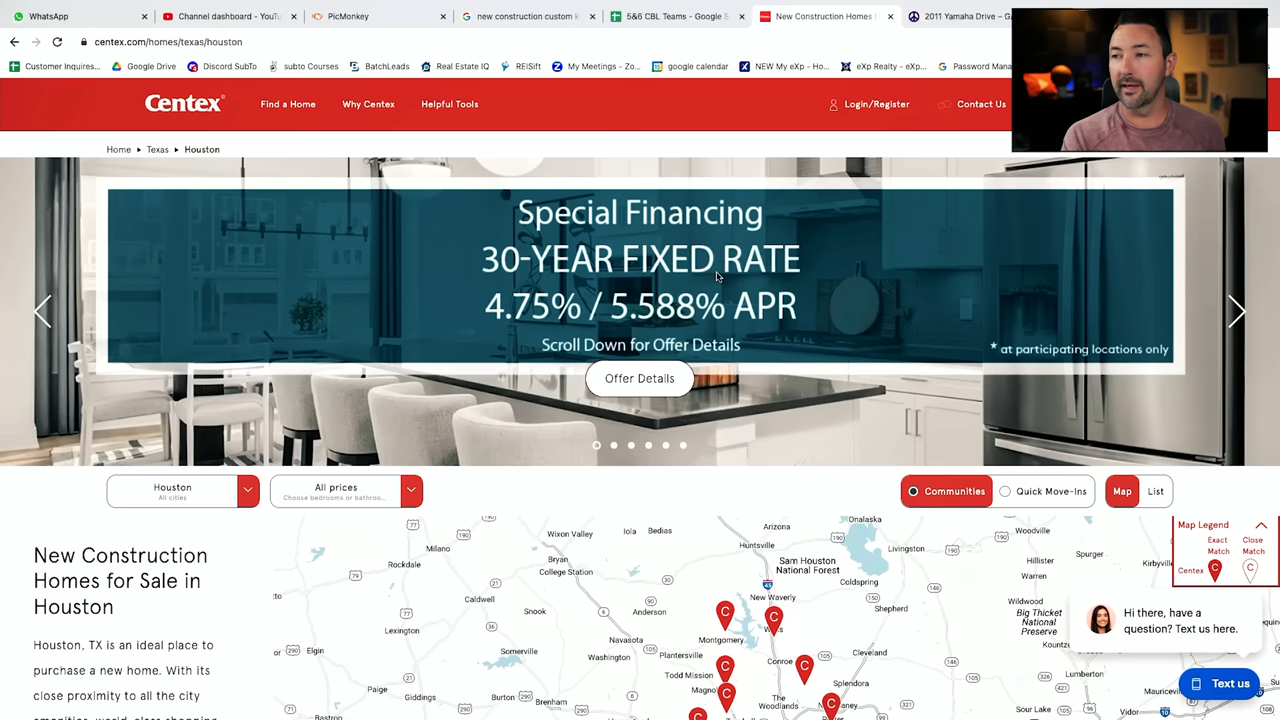 WhatsApp
Channel dashboard - YouTu
PicMonkey
new construction custom
5&6 CBL Teams - Google S
New Construction Homes
2011 Yamaha Drive – G
centex.com/homes/texas/houston
Customer Inquires...
Google Drive
Discord SubTo
subto Courses
BatchLeads
Real Estate IQ
REISift
My Meetings - Zo...
google calendar
NEW My eXp - Ho...
eXp Realty - eXp...
Password Mana
Centex
Find a Home
Why Centex
Helpful Tools
Login/Register
Contact Us
Home ▸ Texas ▸ Houston
Special Financing
30-YEAR FIXED RATE
4.75% / 5.588% APR
Scroll Down for Offer Details
* at participating locations only
Offer Details
Houston
All cities
All prices
Choose bedrooms or bathroo...
Communities
Quick Move-Ins
Map
List
New Construction
Homes for Sale in
Houston
Houston, TX is an ideal place to
purchase a new home. With its
close proximity to all the city
Map Legend
Exact
Match
Close
Match
Centex
C
C
Milano
Rockdale
Wixon Valley
Bryan
College Station
Iola
Bedias
Arizona
Huntsville
Onalaska
Livingston
Sam Houston
National Forest
Coldspring
Woodville
Hillister
Warren
Spurger
Kirbyville
Caldwell
Snook
Anderson
New Waverly
Shepherd
Wildwood
Big Thicket
National
Preserve
Lexington
Navasota
Montgomery
Elgin
Somerville
Washington
Plantersville
Conroe
Cleveland
Todd Mission
Splendora
Paige
Giddings
Burton
Brenham
The
Woodlands
Lumberton
Sour Lake
Vidor
Bastrop
Hi there, have a
question? Text us here.
Text us